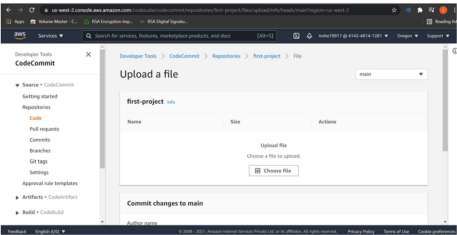 us-west-2.console.aws.amazon.com/codesuite/codecommit/repositories/first-project/files/upload/refs/heads/main?region=us-west-2
Apps
Volume Master - C...
RSA Encryption Imp...
RSA Digital Signatu...
Reading list
aws
Services
Search for services, features, marketplace products, and docs
[Alt+S]
Oregon
Support
Developer Tools
CodeCommit
Source • CodeCommit
Getting started
Repositories
Code
Pull requests
Commits
Branches
Git tags
Settings
Approval rule templates
Artifacts • CodeArtifact
Build • CodeBuild
Developer Tools > CodeCommit > Repositories > first-project > File
Upload a file
main
first-project Info
Name Size Actions
Upload file
Choose a file to upload.
Choose file
Commit changes to main
Author name
Feedback English (US)
© 2008 - 2021, Amazon Internet Services Private Ltd. or its affiliates. All rights reserved. Privacy Policy Terms of Use Cookie preferences